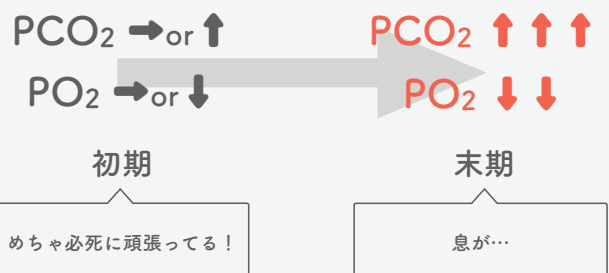 PCO₂ ➡or⬆ PCO₂ ⬆⬆⬆
PO₂ ➡or⬇ PO₂ ⬇⬇
初期 末期
めちゃ必死に頑張ってる! 息が…